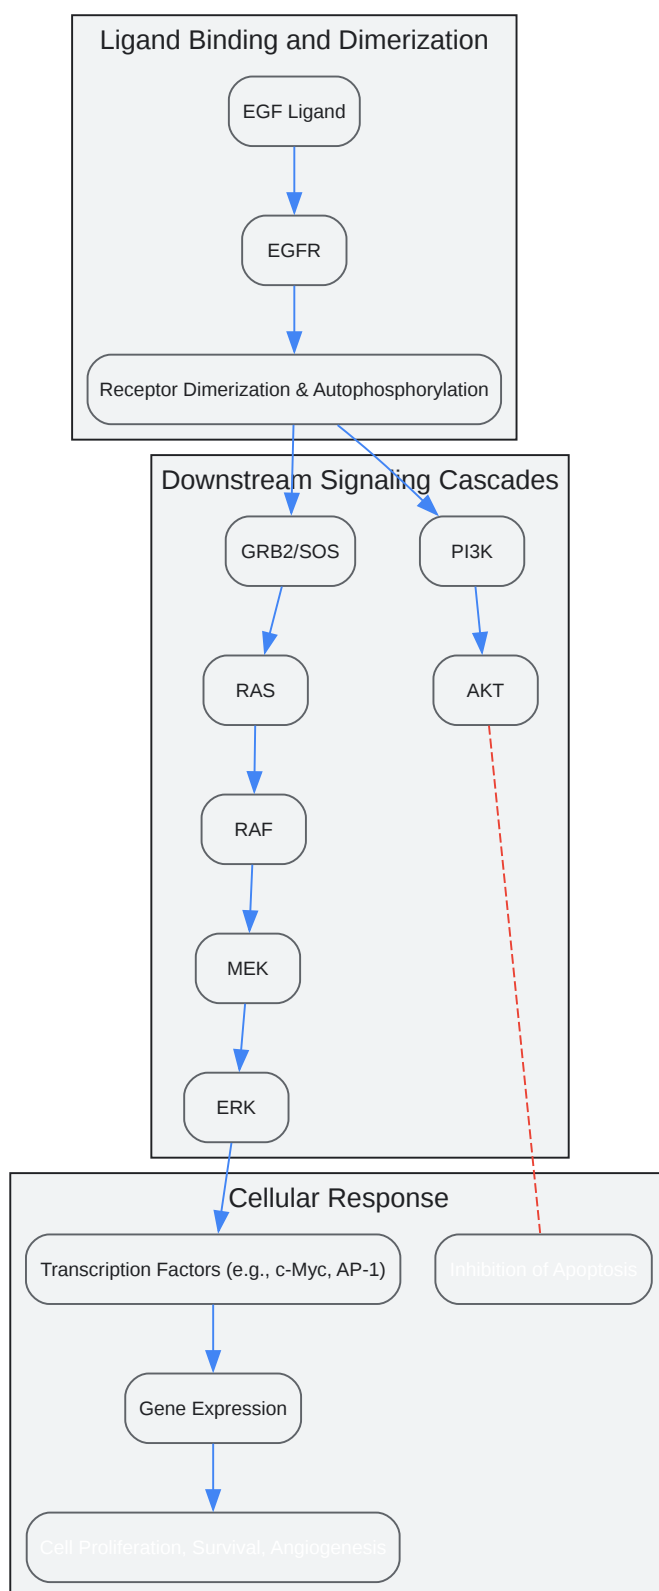 Ligand Binding and Dimerization
EGF Ligand
EGFR
Receptor Dimerization & Autophosphorylation
Downstream Signaling Cascades
GRB2/SOS
PI3K
RAS
AKT
RAF
MEK
ERK
Cellular Response
Transcription Factors (e.g., c-Myc, AP-1)
Inhibition of Apoptosis
Gene Expression
Cell Proliferation, Survival, Angiogenesis